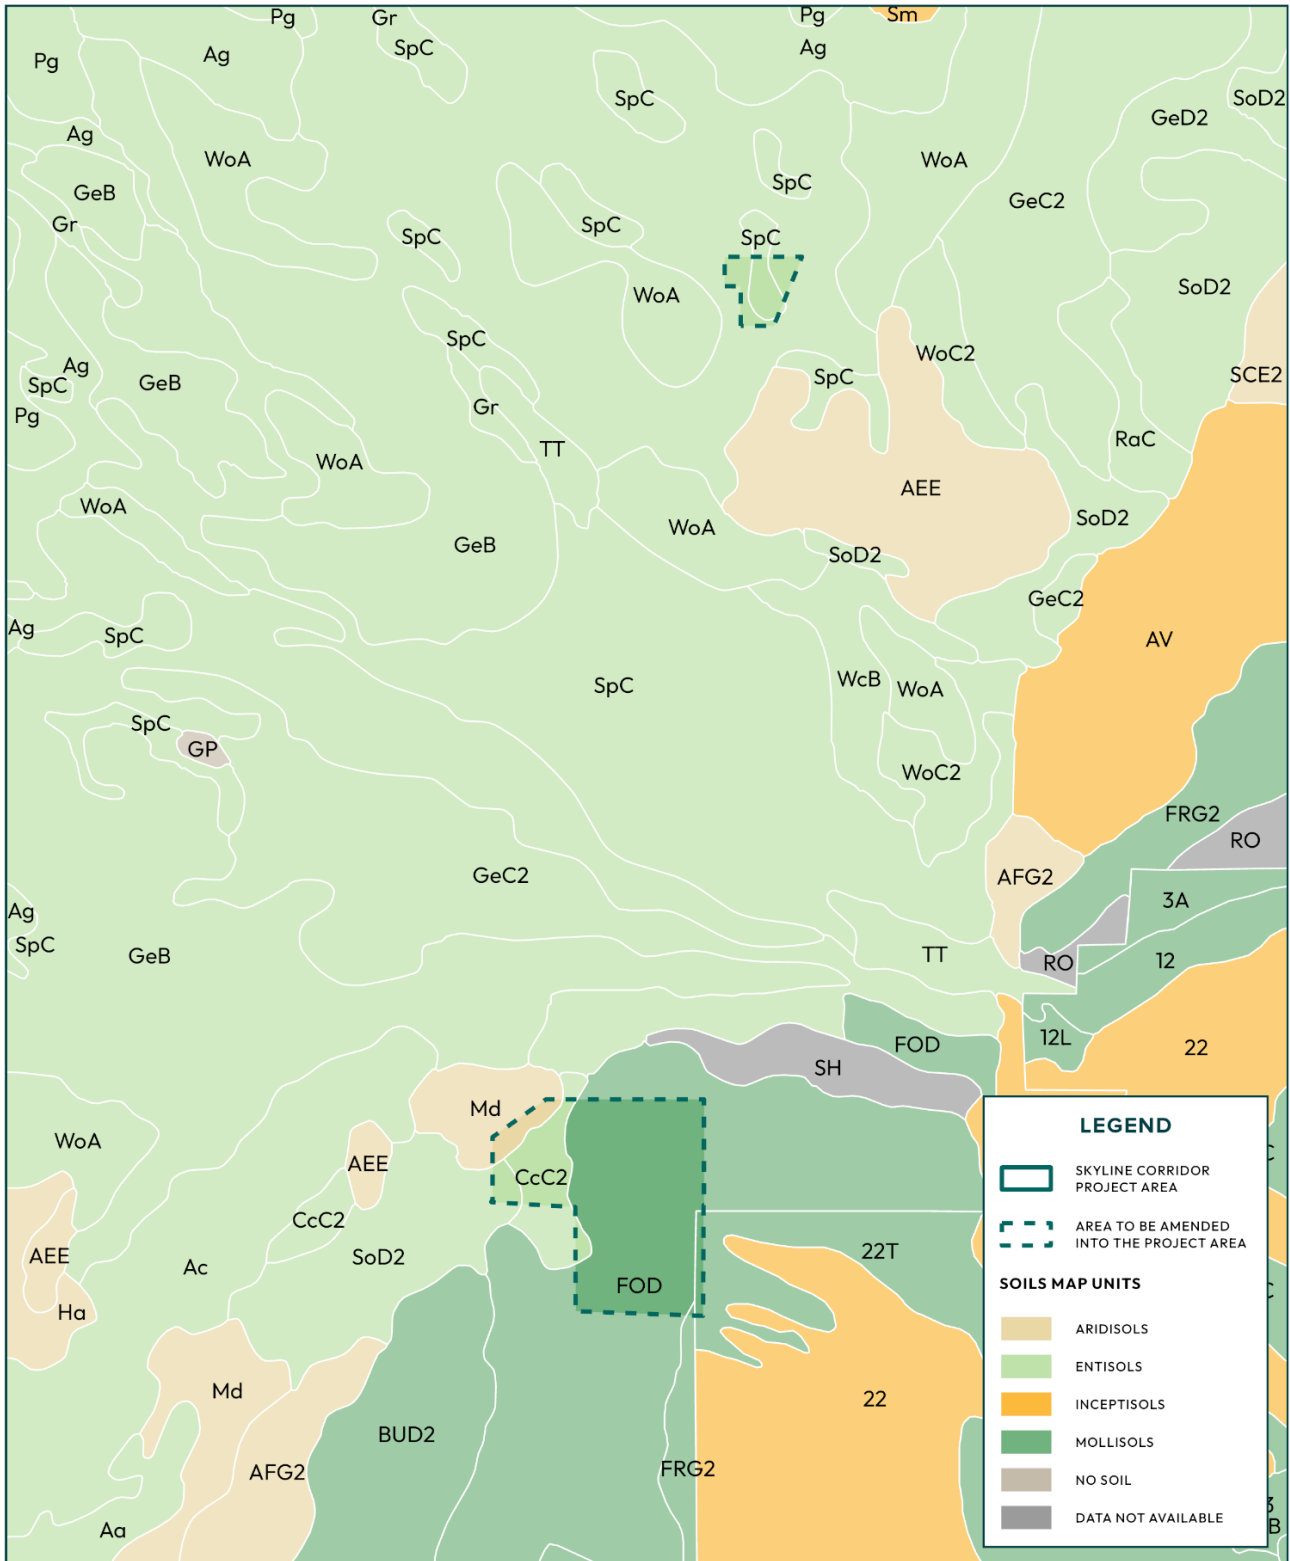 Pg
Gr
Pg
Sm
SpC
Ag
Ag
Pg
SpC
SoD2
GeD2
Ag
WoA
WoA
SpC
GeB
GeC2
Gr
SpC
SpC
SpC
WoA
SoD2
SpC
WoC2
Ag
SpC
GeB
SpC
SCE2
Pg
Gr
RaC
TT
WoA
AEE
WoA
SoD2
WoA
GeB
SoD2
GeC2
Ag
SpC
AV
SpC
WcB
WoA
SpC
GP
WoC2
FRG2
RO
GeC2
AFG2
3A
Ag
SpC
GeB
TT
RO
12
12L
FOD
22
SH
Md
WoA
AEE
CcC2
CcC2
AEE
SoD2
22T
Ac
FOD
Ha
Md
22
BUD2
AFG2
FRG2
Aa
LEGEND
SKYLINE CORRIDOR
PROJECT AREA
AREA TO BE AMENDED
INTO THE PROJECT AREA
SOILS MAP UNITS
ARIDISOLS
ENTISOLS
INCEPTISOLS
MOLLISOLS
NO SOIL
DATA NOT AVAILABLE